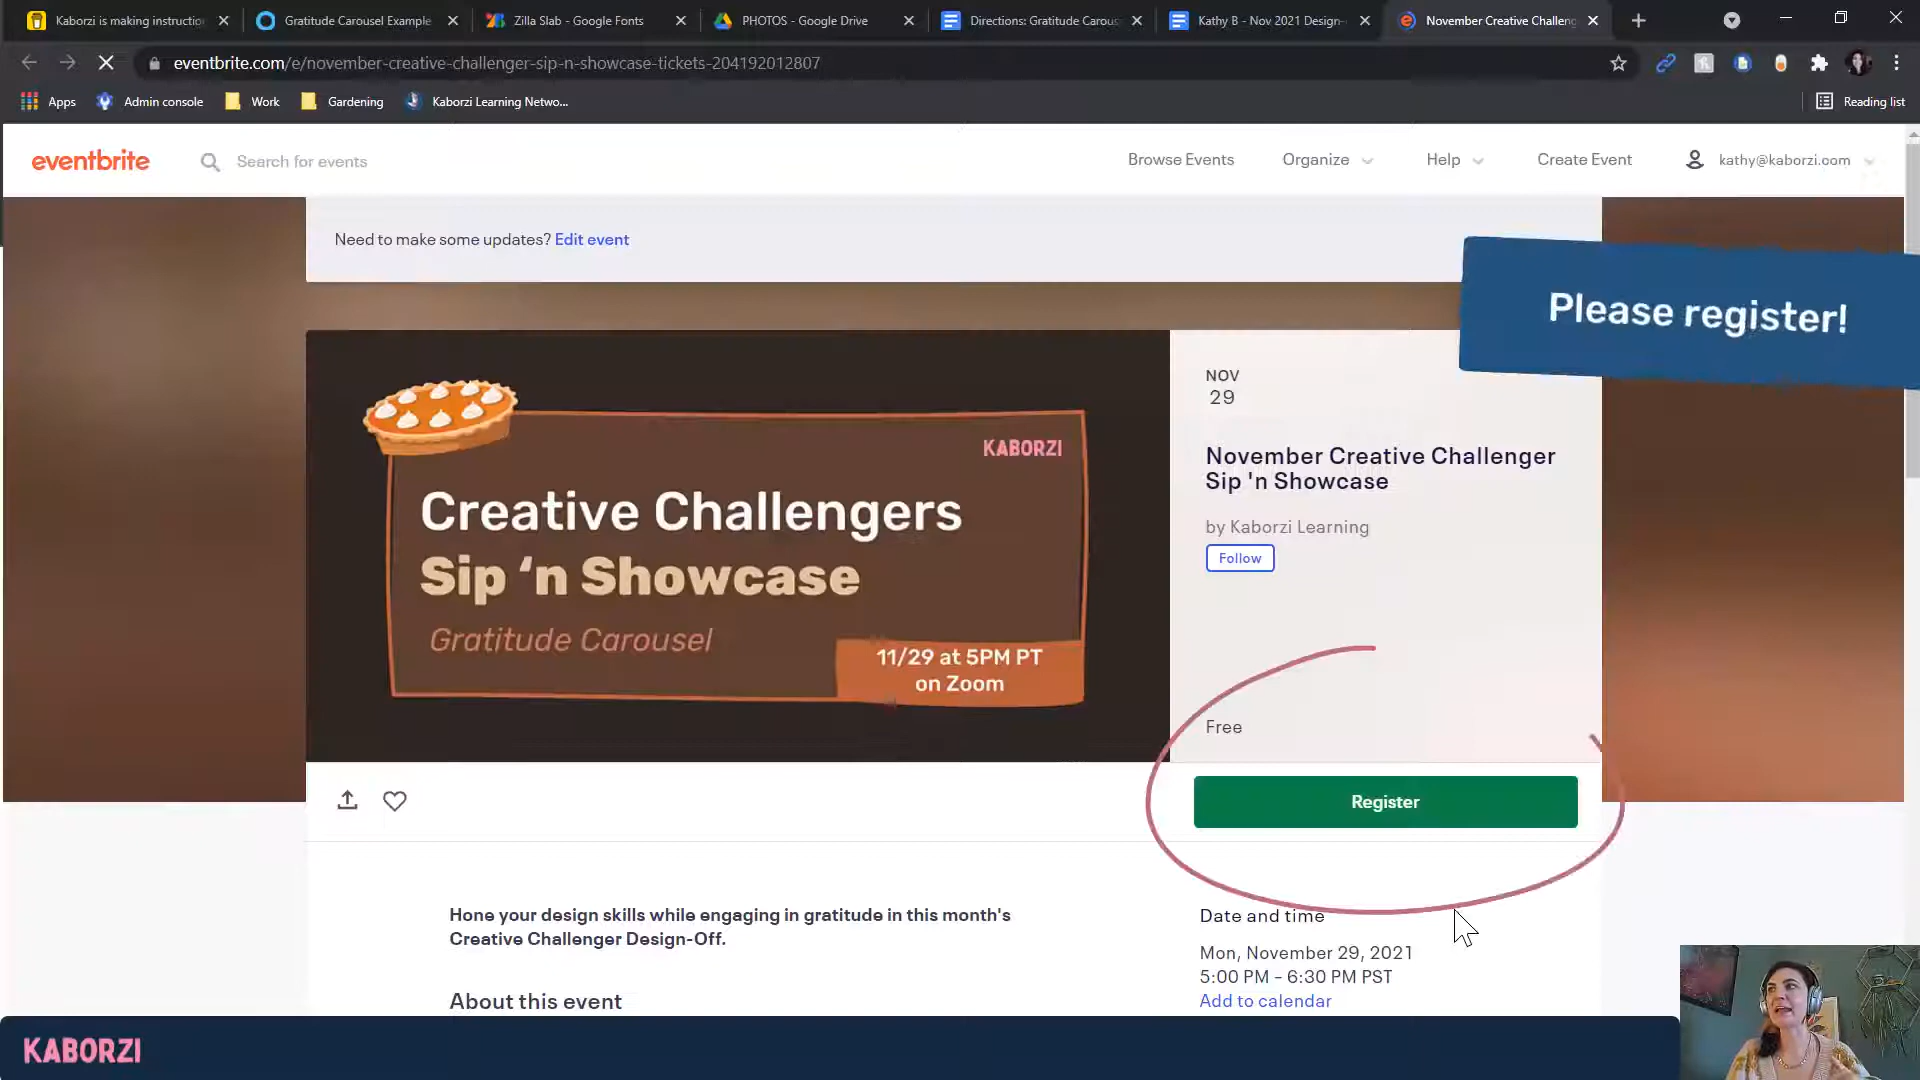 Kaborzi is making instructio
Gratitude Carousel Example
Zilla Slab - Google Fonts
PHOTOS - Google Drive
Directions: Gratitude Carous
Kathy B - Nov 2021 Design-
November Creative Challeng
eventbrite.com/e/november-creative-challenger-sip-n-showcase-tickets-204192012807
Apps
Admin console
Work
Gardening
Kaborzi Learning Netwo...
Reading list
eventbrite
Search for events
Browse Events
Organize
Help
Create Event
kathy@kaborzi.com
Need to make some updates? Edit event
Please register!
KABORZI
Creative Challengers
Sip ‘n Showcase
Gratitude Carousel
11/29 at 5PM PT
on Zoom
NOV
29
November Creative Challenger
Sip 'n Showcase
by Kaborzi Learning
Follow
Free
Register
Hone your design skills while engaging in gratitude in this month's
Creative Challenger Design-Off.
About this event
Date and time
Mon, November 29, 2021
5:00 PM – 6:30 PM PST
Add to calendar
KABORZI